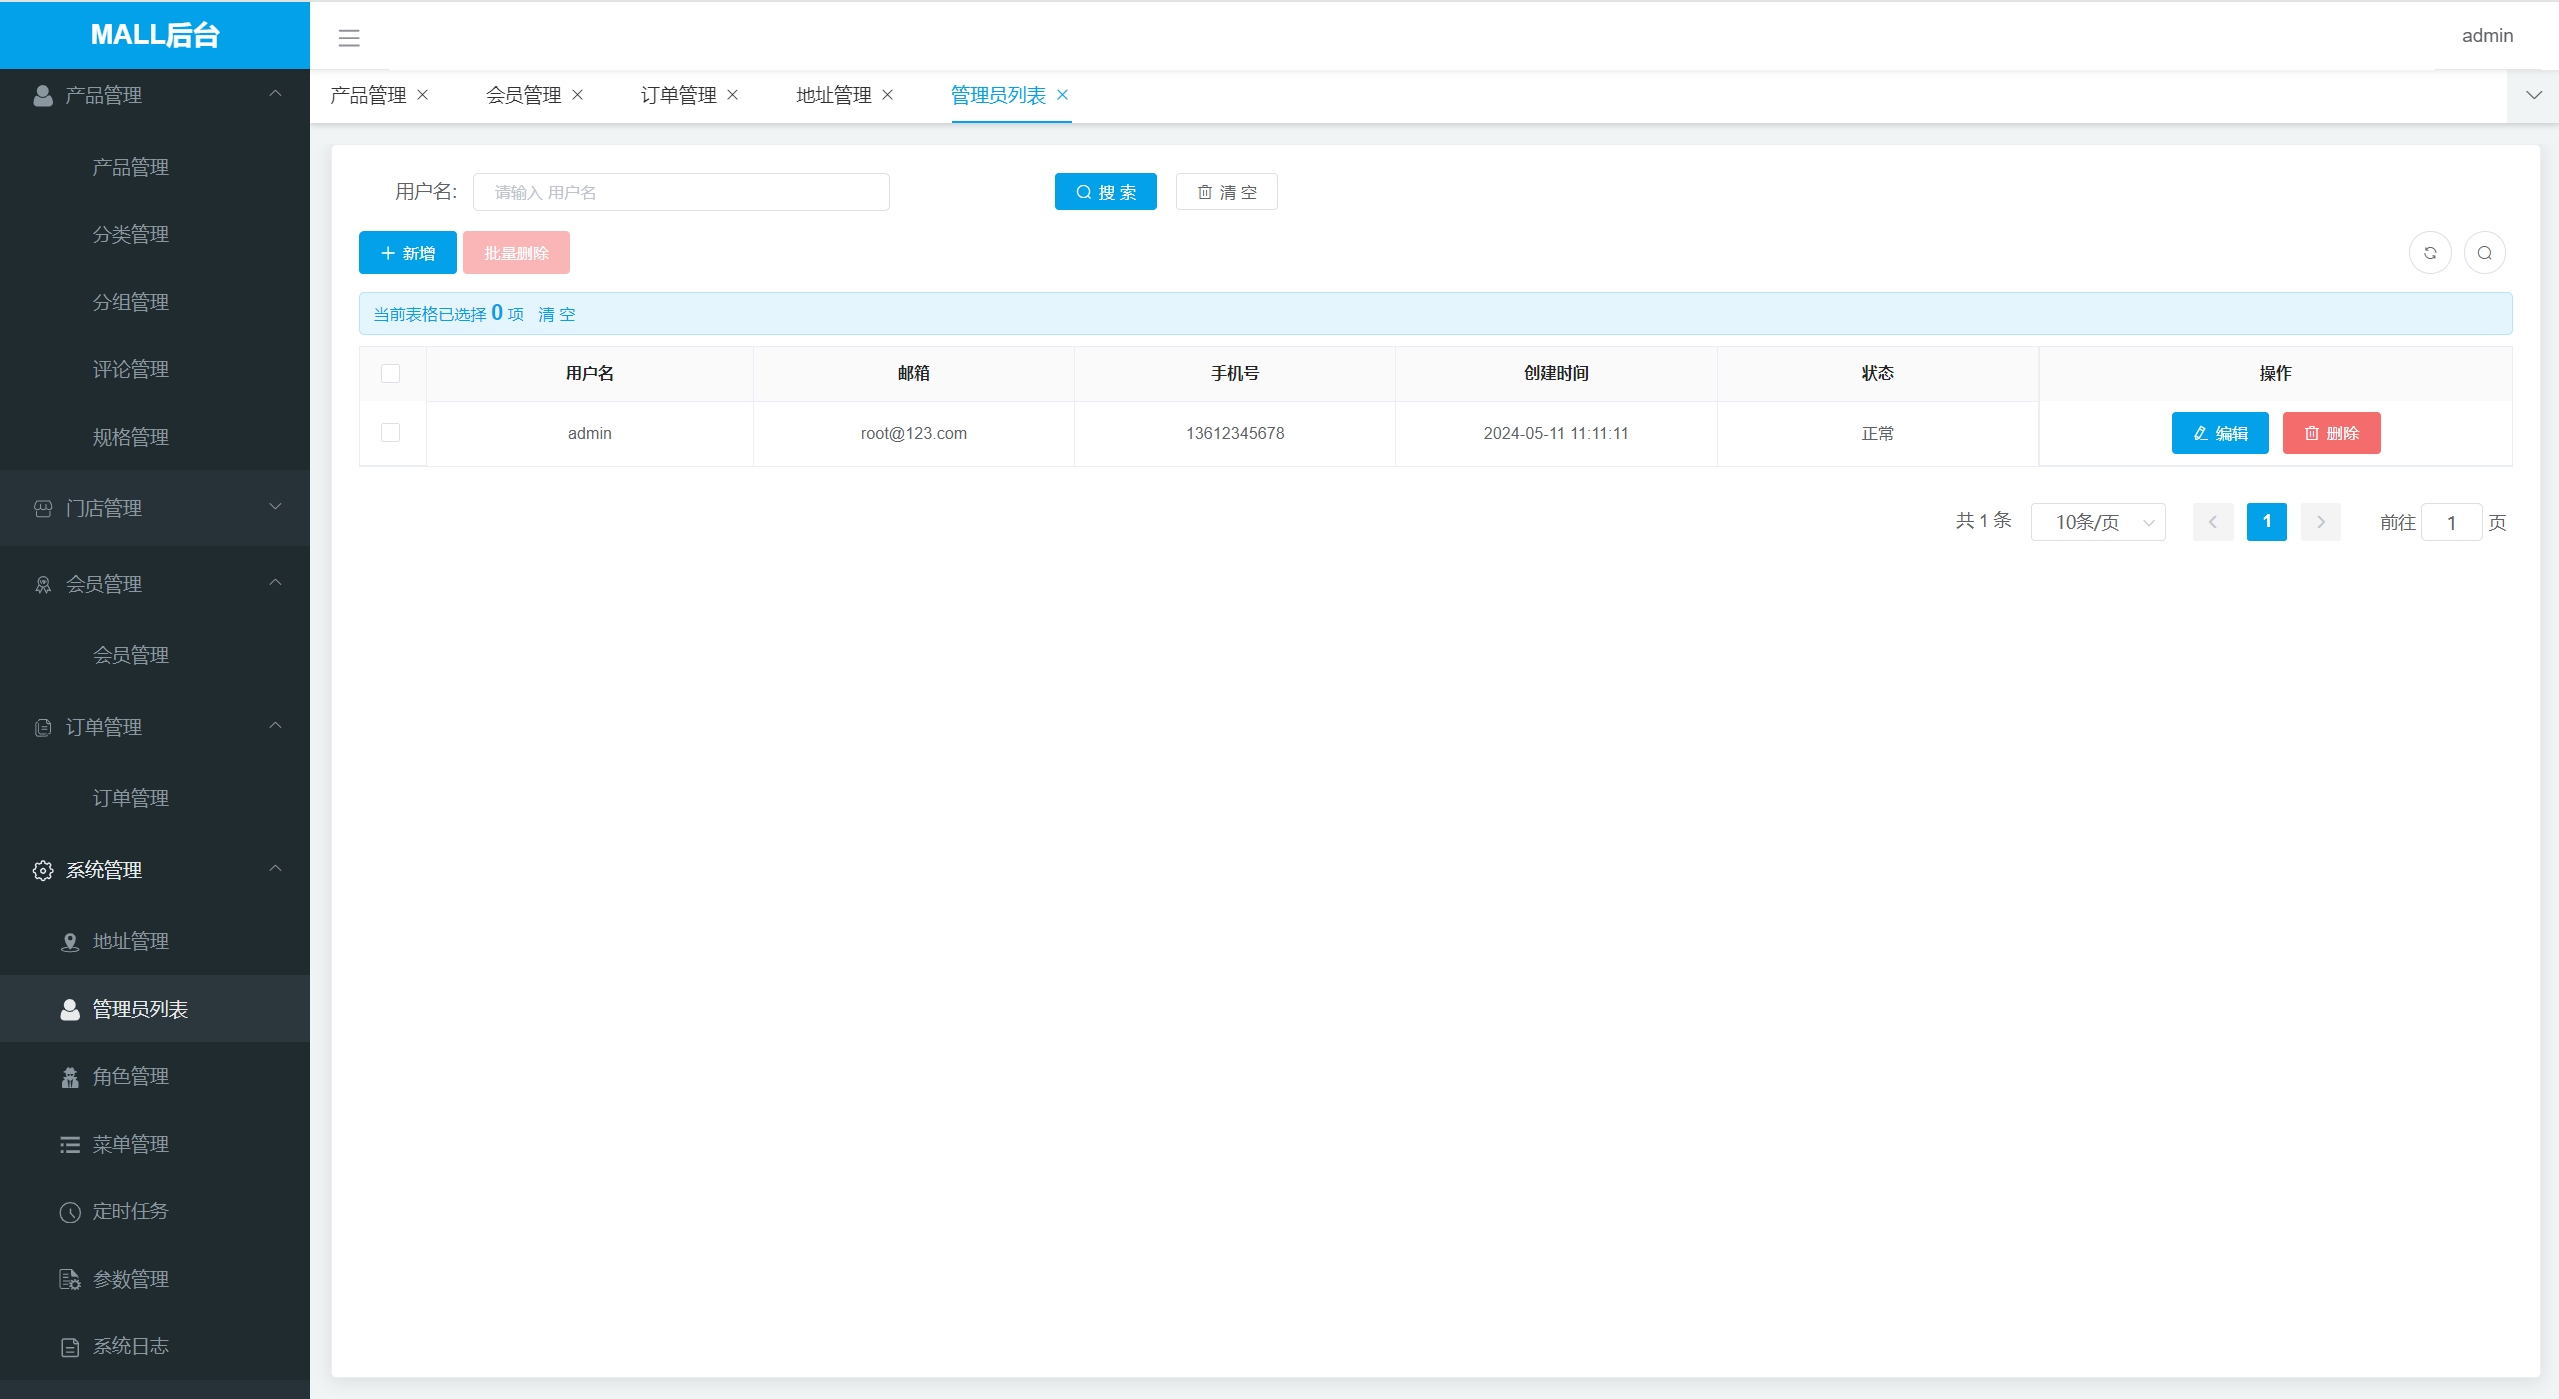 MALL后台
产品管理
产品管理
分类管理
分组管理
评论管理
规格管理
门店管理
会员管理
会员管理
订单管理
订单管理
系统管理
地址管理
管理员列表
角色管理
菜单管理
定时任务
参数管理
系统日志
admin
产品管理 会员管理 订单管理 地址管理 管理员列表
用户名: 请输入 用户名 搜 索 清 空
新增 批量删除
当前表格已选择 0 项 清 空
用户名 邮箱 手机号 创建时间 状态 操作
admin root@123.com 13612345678 2024-05-11 11:11:11 正常 编辑 删除
共 1 条 10条/页 1 前往 1 页